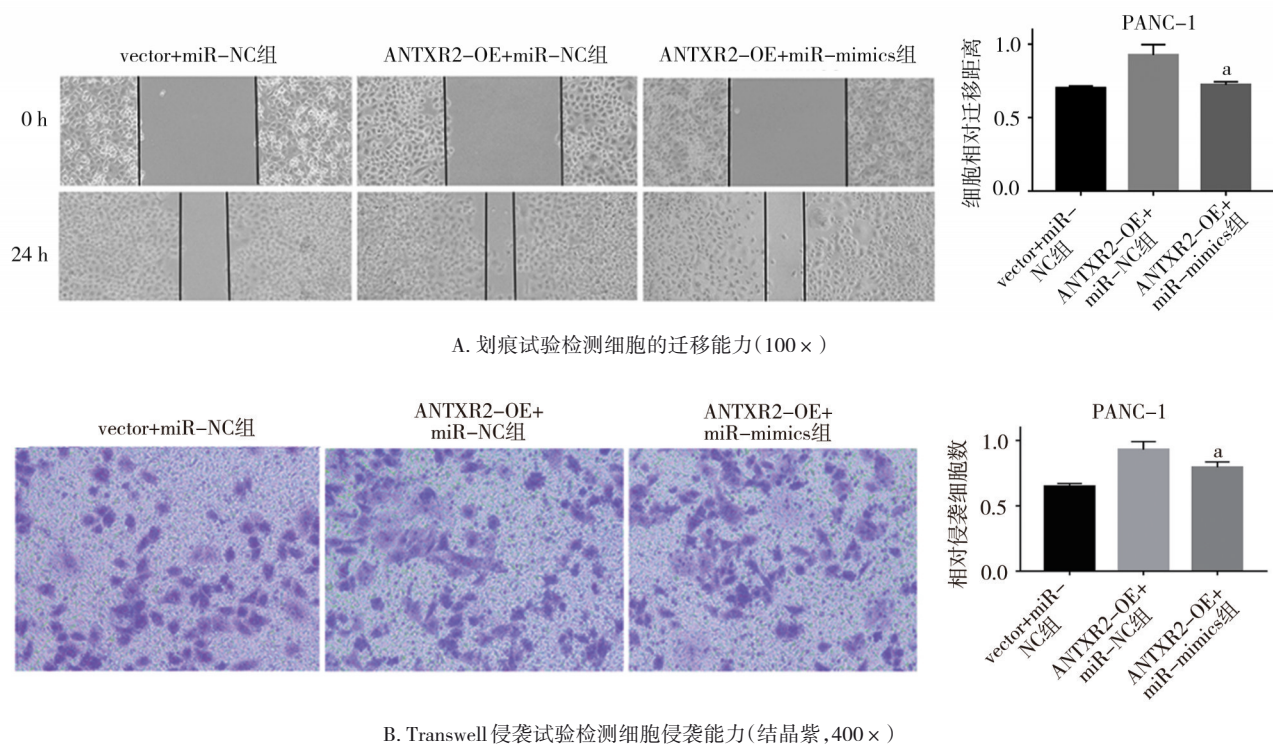 vector+miR-NC组
ANTXR2-OE+miR-NC组
ANTXR2-OE+miR-mimics组
0 h
24 h
PANC-1
细胞相对迁移距离
1.0
0.5
0.0
vector+miR-
NC组
ANTXR2-OE+
miR-NC组
ANTXR2-OE+
miR-mimics组
a
A. 划痕试验检测细胞的迁移能力(100×)
vector+miR-NC组
ANTXR2-OE+
miR-NC组
ANTXR2-OE+
miR-mimics组
PANC-1
相对侵袭细胞数
1.0
0.5
0.0
a
vector+miR-
NC组
ANTXR2-OE+
miR-NC组
ANTXR2-OE+
miR-mimics组
B. Transwell侵袭试验检测细胞侵袭能力(结晶紫,400×)